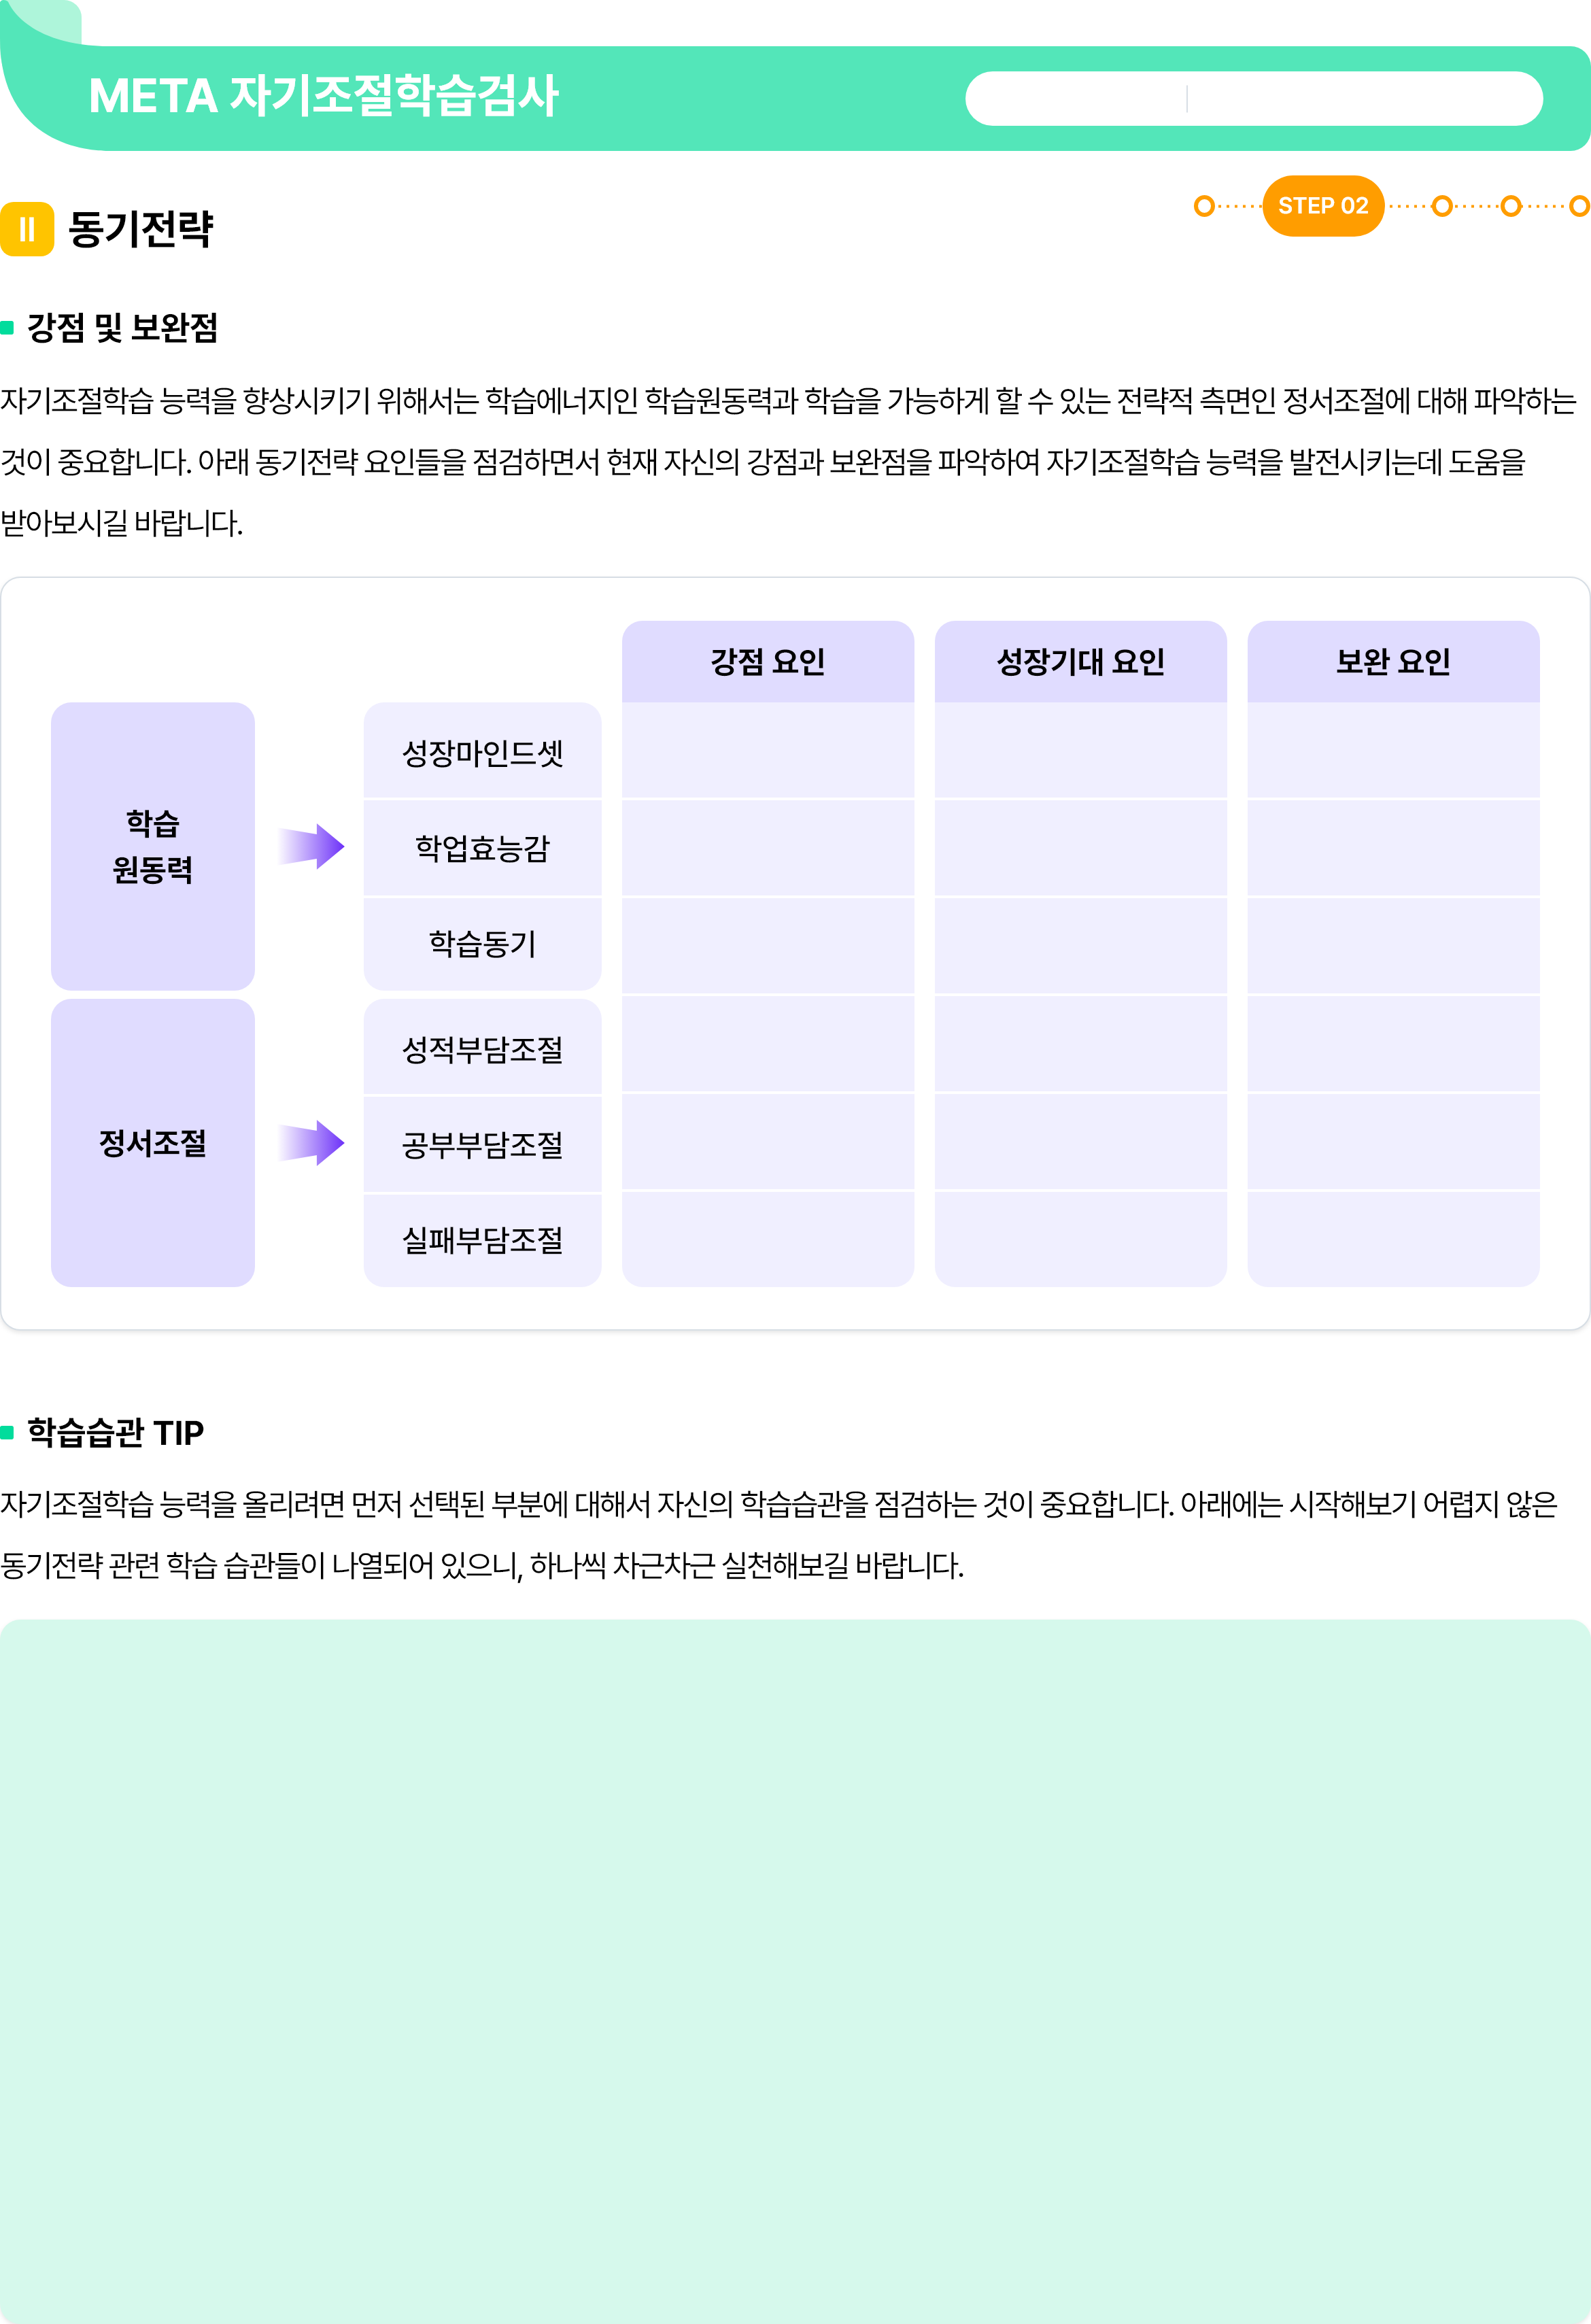 META 자기조절학습검사
STEP 02
II 동기전략
강점 및 보완점
자기조절학습 능력을 향상시키기 위해서는 학습에너지인 학습원동력과 학습을 가능하게 할 수 있는 전략적 측면인 정서조절에 대해 파악하는
것이 중요합니다. 아래 동기전략 요인들을 점검하면서 현재 자신의 강점과 보완점을 파악하여 자기조절학습 능력을 발전시키는데 도움을
받아보시길 바랍니다.
강점 요인 성장기대 요인 보완 요인
학습
원동력
성장마인드셋
학업효능감
학습동기
정서조절
성적부담조절
공부부담조절
실패부담조절
학습습관 TIP
자기조절학습 능력을 올리려면 먼저 선택된 부분에 대해서 자신의 학습습관을 점검하는 것이 중요합니다. 아래에는 시작해보기 어렵지 않은
동기전략 관련 학습 습관들이 나열되어 있으니, 하나씩 차근차근 실천해보길 바랍니다.